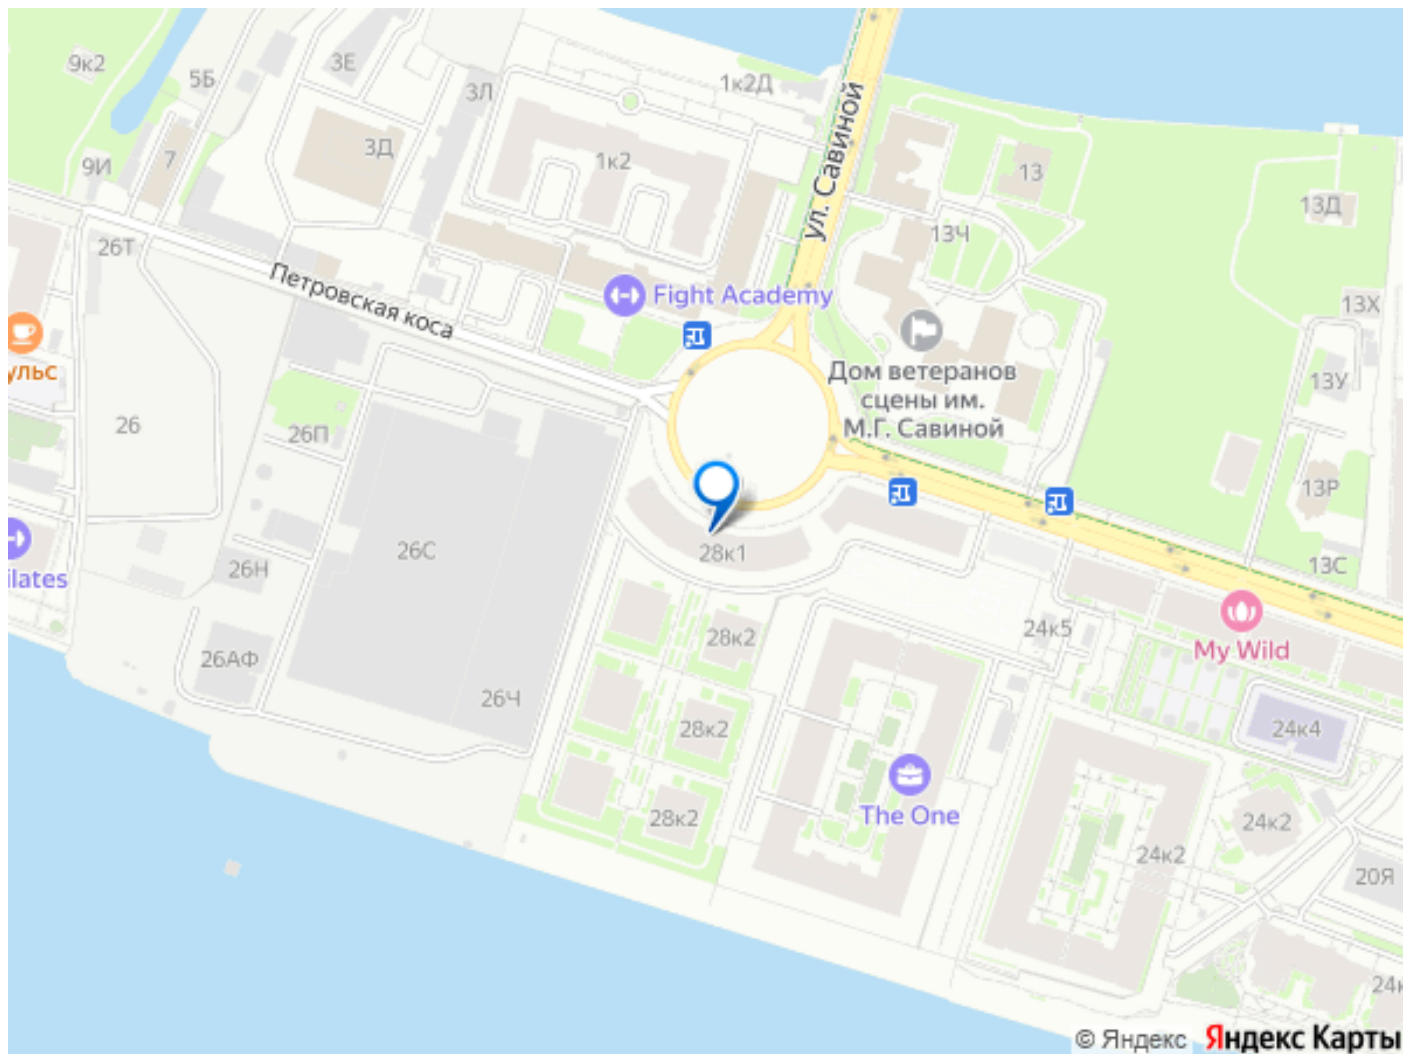 9к2
5Б
3Е
3Л
1к2Д
ул. Савиной
3Д
1к2
7
9И
13
13Д
13Ч
26Т
Петровская коса
Fight Academy
13Х
ульс
Дом ветеранов
сцены им.
М.Г. Савиной
13У
26
26П
13Р
26С
28к1
26Н
13С
ilates
28к2
24к5
My Wild
26АФ
26Ч
28к2
24к4
The One
28к2
24к2
24к2
20Я
24к
© Яндекс Яндекс Карты